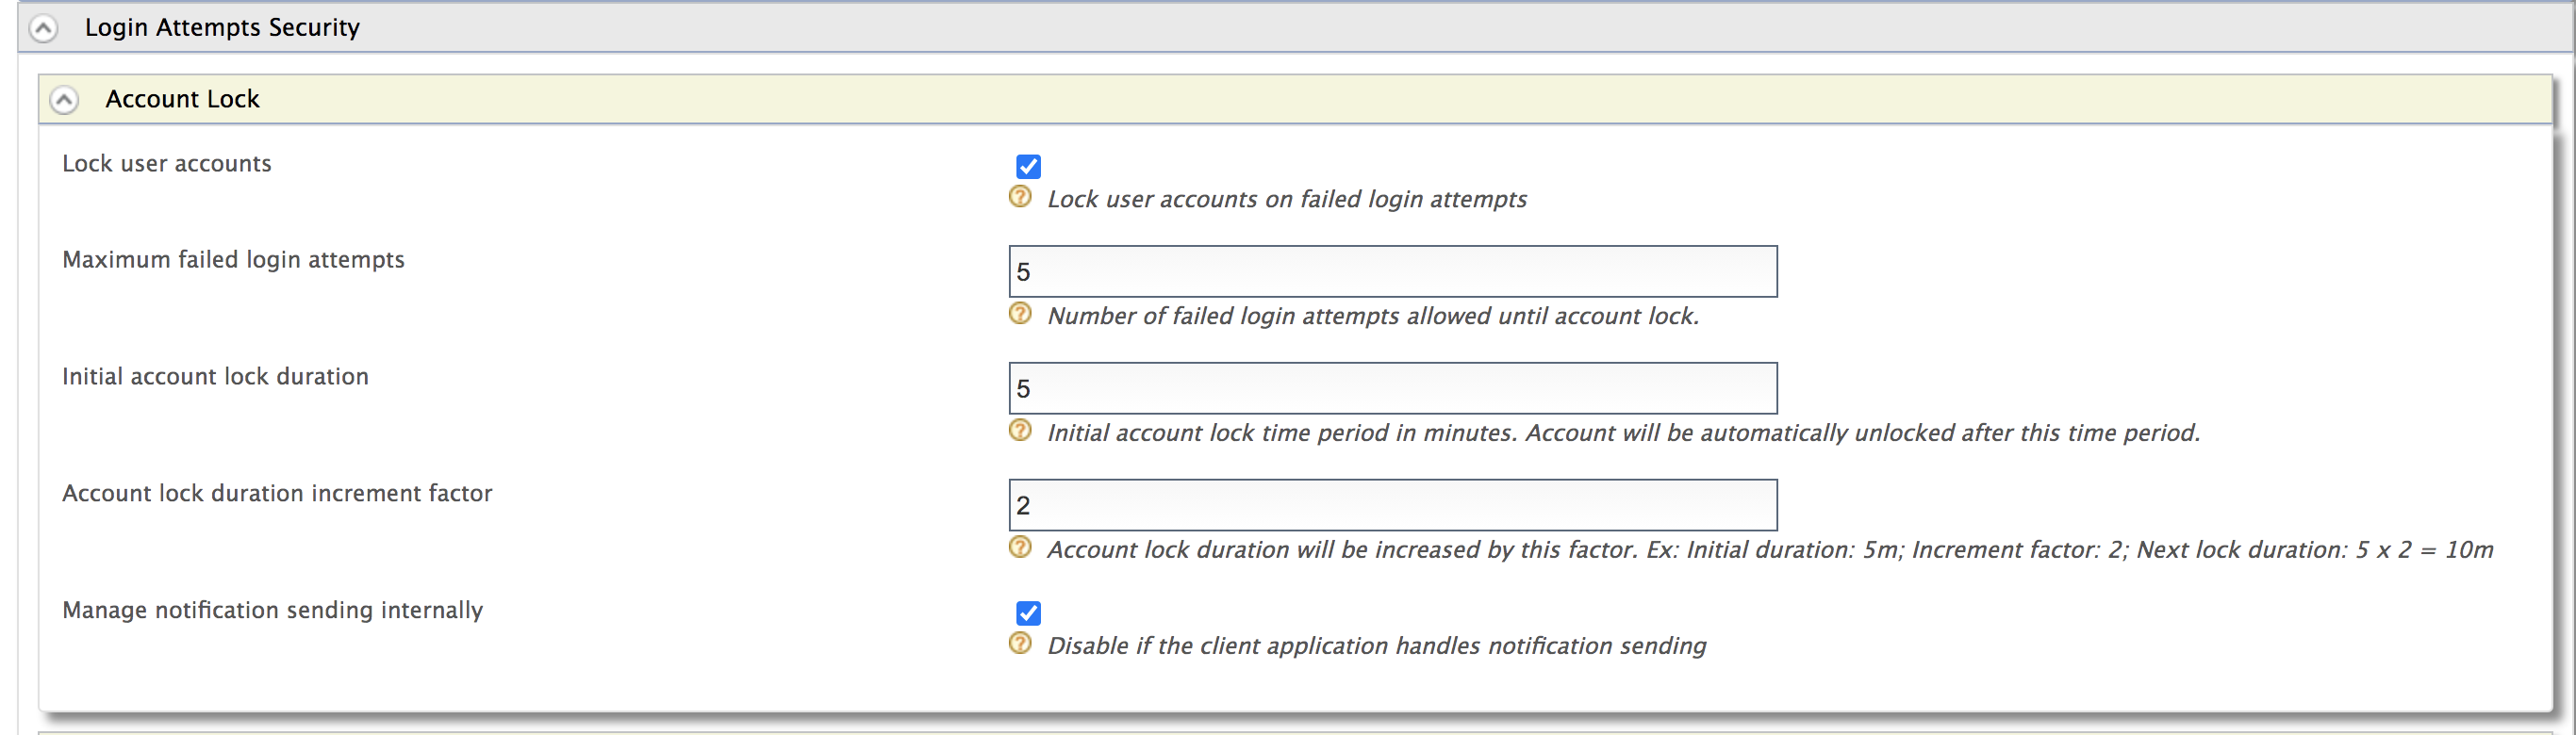 Login Attempts Security
Account Lock
Lock user accounts
Lock user accounts on failed login attempts
Maximum failed login attempts
5
Number of failed login attempts allowed until account lock.
Initial account lock duration
5
Initial account lock time period in minutes. Account will be automatically unlocked after this time period.
Account lock duration increment factor
2
Account lock duration will be increased by this factor. Ex: Initial duration: 5m; Increment factor: 2; Next lock duration: 5 x 2 = 10m
Manage notification sending internally
Disable if the client application handles notification sending